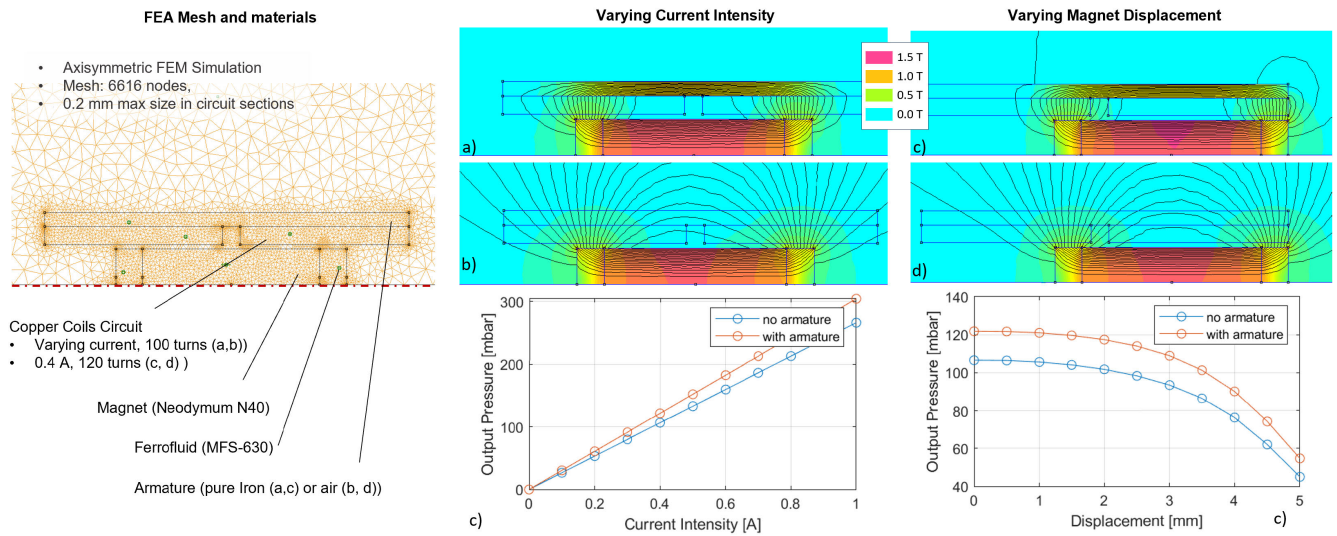 FEA Mesh and materials
• Axisymmetric FEM Simulation
• Mesh: 6616 nodes,
• 0.2 mm max size in circuit sections
Copper Coils Circuit
• Varying current, 100 turns (a,b))
• 0.4 A, 120 turns (c, d) )
Magnet (Neodymum N40)
Ferrofluid (MFS-630)
Armature (pure Iron (a,c) or air (b, d))
Varying Current Intensity
a)
b)
1.5 T
1.0 T
0.5 T
0.0 T
300
200
100
0
Output Pressure [mbar]
no armature
with armature
0
0.2
0.4
0.6
0.8
1
c)
Current Intensity [A]
Varying Magnet Displacement
c)
d)
140
120
100
80
60
40
Output Pressure [mbar]
no armature
with armature
0
1
2
3
4
5
Displacement [mm]
c)